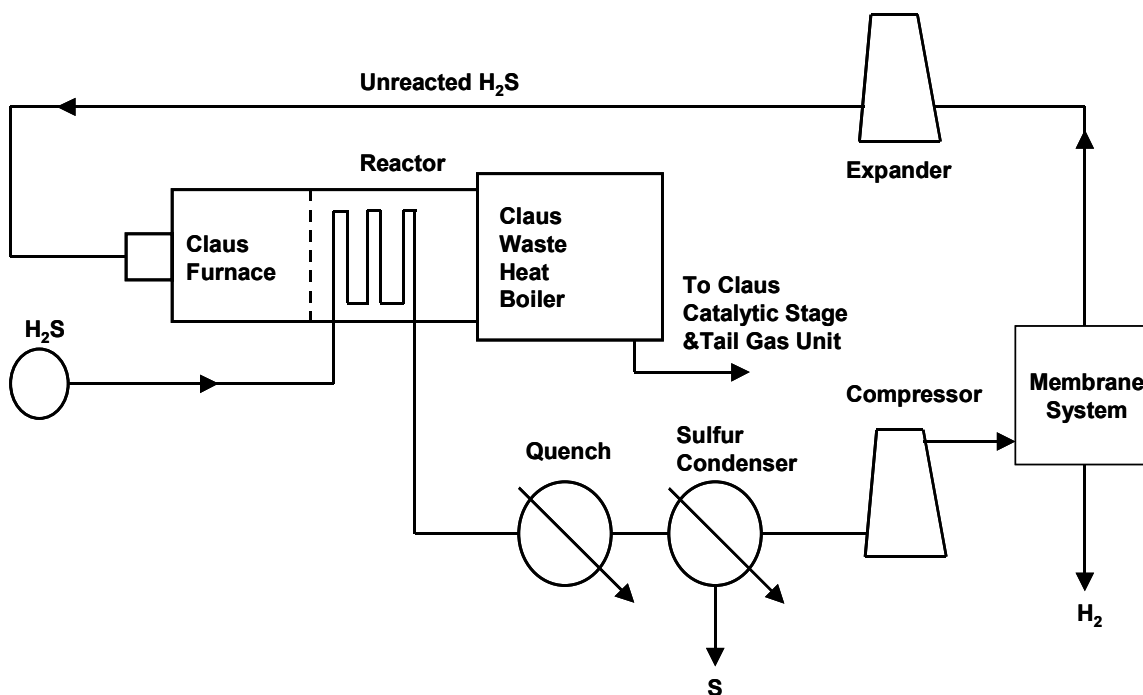 Unreacted H₂S
Expander
Reactor
Claus
Furnace
Claus
Waste
Heat
Boiler
To Claus
Catalytic Stage
&Tail Gas Unit
H₂S
Compressor
Membrane
System
Quench
Sulfur
Condenser
H₂
S